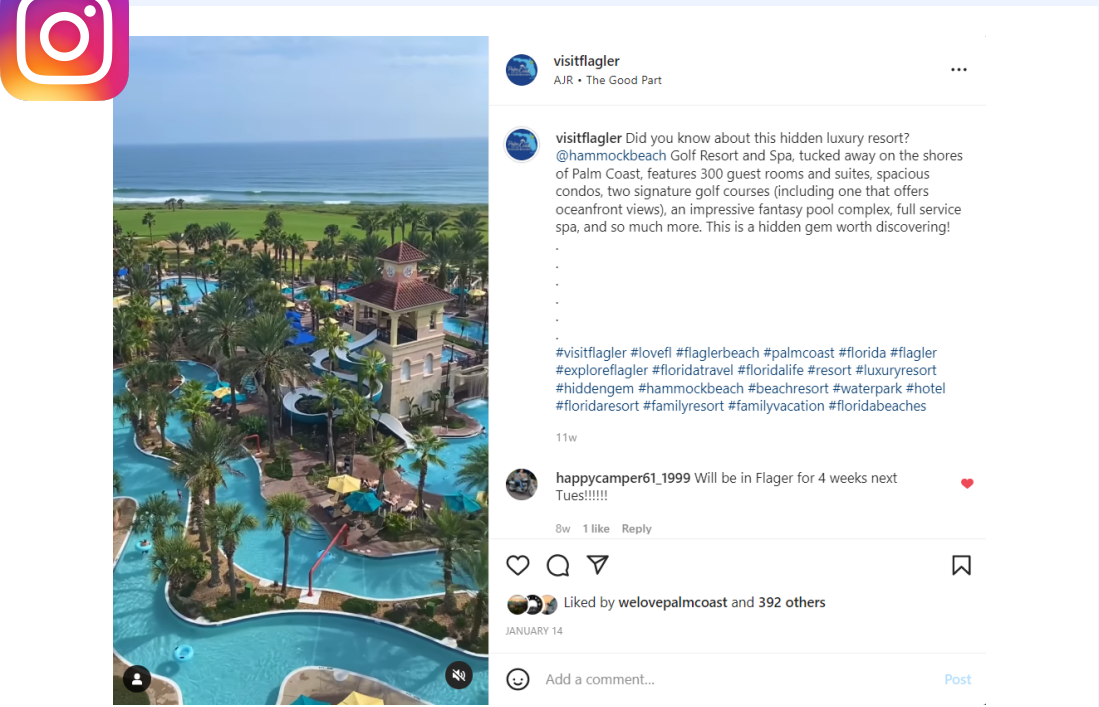 visitflagler
AJR • The Good Part
visitflagler Did you know about this hidden luxury resort?
@hammockbeach Golf Resort and Spa, tucked away on the shores
of Palm Coast, features 300 guest rooms and suites, spacious
condos, two signature golf courses (including one that offers
oceanfront views), an impressive fantasy pool complex, full service
spa, and so much more. This is a hidden gem worth discovering!
.
.
.
.
.
.
#visitflagler #lovefl #flaglerbeach #palmcoast #florida #flagler
#exploreflagler #floridatravel #floridalife #resort #luxuryresort
#hiddengem #hammockbeach #beachresort #waterpark #hotel
#floridaresort #familyresort #familyvacation #floridabeaches
11w
happycamper61_1999 Will be in Flager for 4 weeks next
Tues!!!!!!
8w 1 like Reply
Liked by welovepalmcoast and 392 others
JANUARY 14
Add a comment... Post